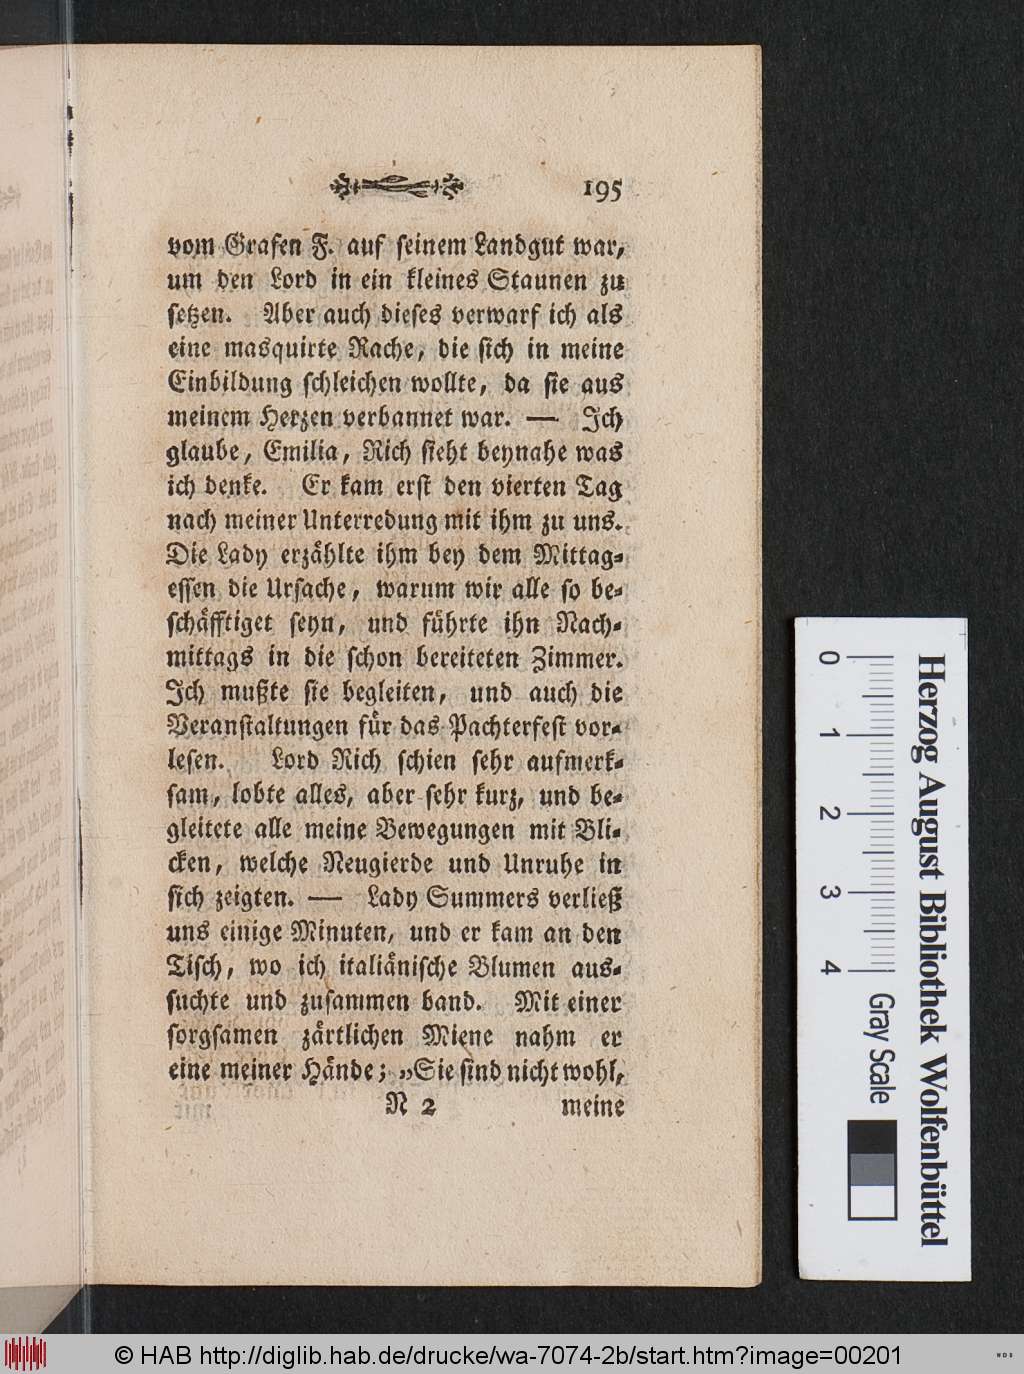 195
vom Grafen F. auf ſeinem Landgut war,
um den Lord in ein kleines Staunen zu
ſetzen. Aber auch dieſes verwarf ich als
eine masquirte Rache, die ſich in meine
Einbildung ſchleichen wollte, da ſie aus
meinem Herzen verbannet war. — Ich
glaube, Emilia, Rich ſieht beynahe was
ich denke. Er kam erſt den vierten Tag
nach meiner Unterredung mit ihm zu uns.
Die Lady erzählte ihm bey dem Mittag⸗
eſſen die Urſache, warum wir alle ſo be⸗
ſchäfftiget ſeyn, und führte ihn Nach⸗
mittags in die ſchon bereiteten Zimmer.
Ich mußte ſie begleiten, und auch die
Veranſtaltungen für das Pachterfeſt vor⸗
leſen. Lord Rich ſchien ſehr aufmerk⸗
ſam, lobte alles, aber ſehr kurz, und be⸗
gleitete alle meine Bewegungen mit Bli⸗
cken, welche Neugierde und Unruhe in
ſich zeigten. — Lady Summers verließ
uns einige Minuten, und er kam an den
Tiſch, wo ich italiäniſche Blumen aus⸗
ſuchte und zuſammen band. Mit einer
ſorgſamen zärtlichen Miene nahm er
eine meiner Hände; „Sie ſind nicht wohl,
N 2 meine
0 1 2 3 4 Gray Scale
Herzog August Bibliothek Wolfenbüttel
© HAB http://diglib.hab.de/drucke/wa-7074-2b/start.htm?image=00201